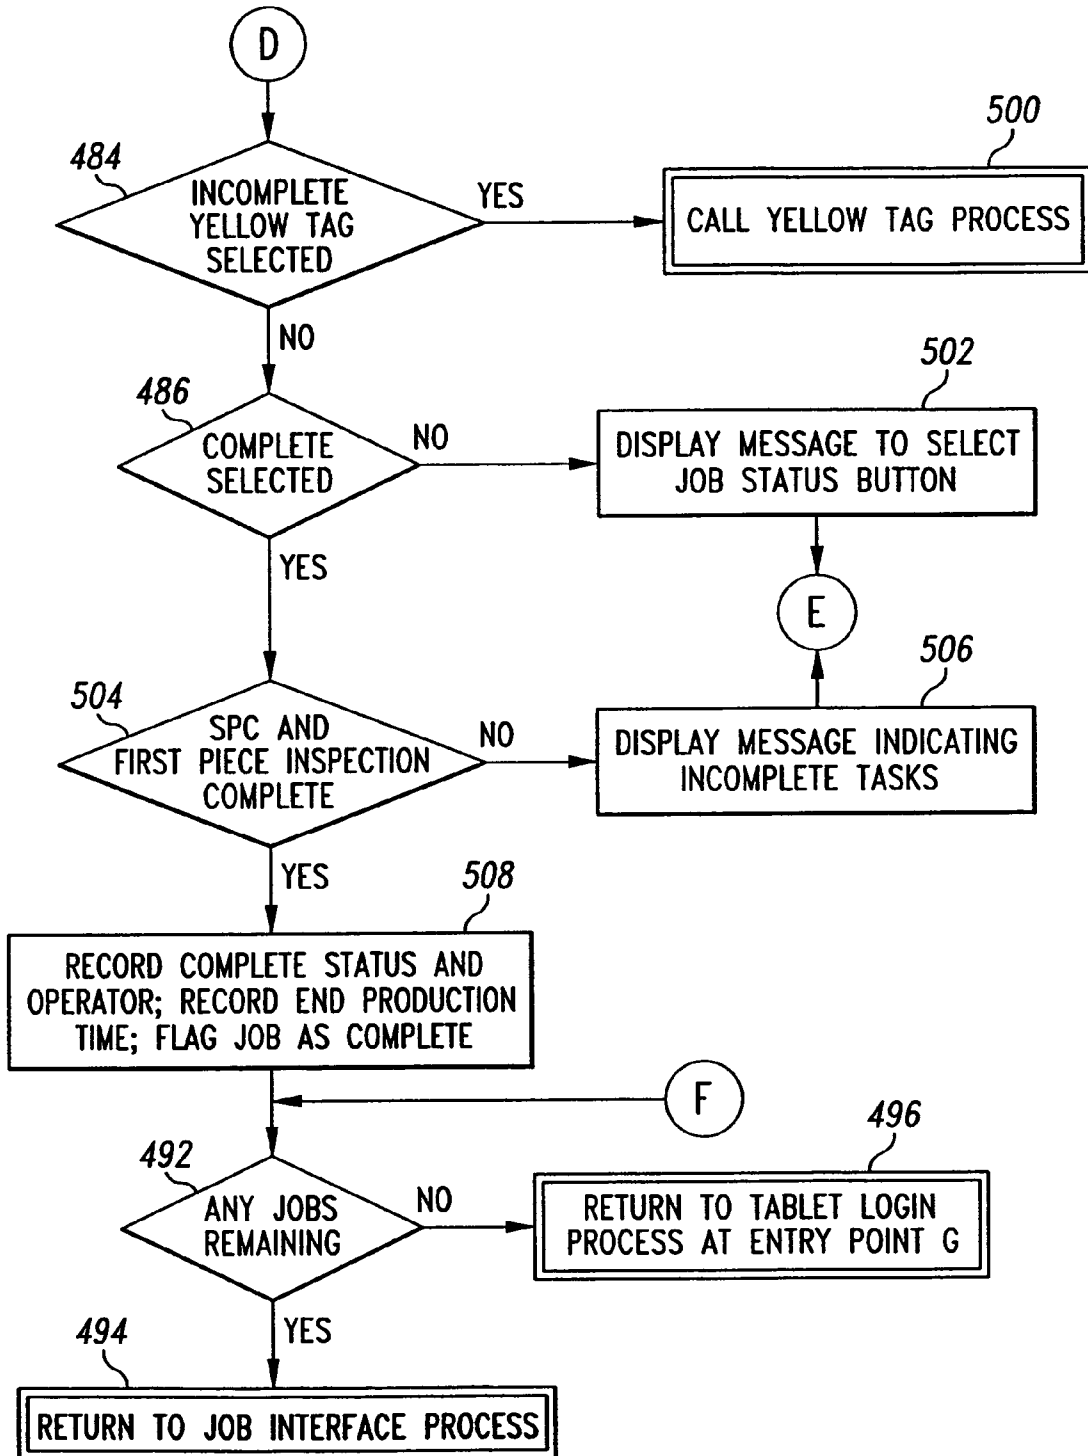 D
484
INCOMPLETE
YELLOW TAG
SELECTED
YES
500
CALL YELLOW TAG PROCESS
NO
486
COMPLETE
SELECTED
NO
502
DISPLAY MESSAGE TO SELECT
JOB STATUS BUTTON
YES
E
504
SPC AND
FIRST PIECE INSPECTION
COMPLETE
NO
506
DISPLAY MESSAGE INDICATING
INCOMPLETE TASKS
YES
508
RECORD COMPLETE STATUS AND
OPERATOR; RECORD END PRODUCTION
TIME; FLAG JOB AS COMPLETE
F
492
ANY JOBS
REMAINING
NO
496
RETURN TO TABLET LOGIN
PROCESS AT ENTRY POINT G
YES
494
RETURN TO JOB INTERFACE PROCESS